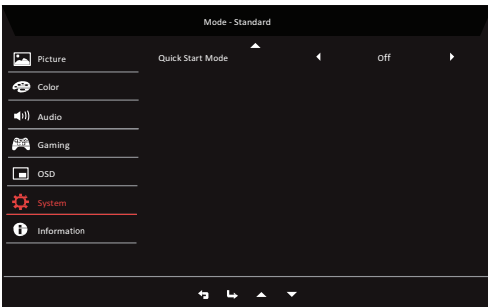 Mode - Standard
Picture
Quick Start Mode Off
Color
Audio
Gaming
OSD
System
Information